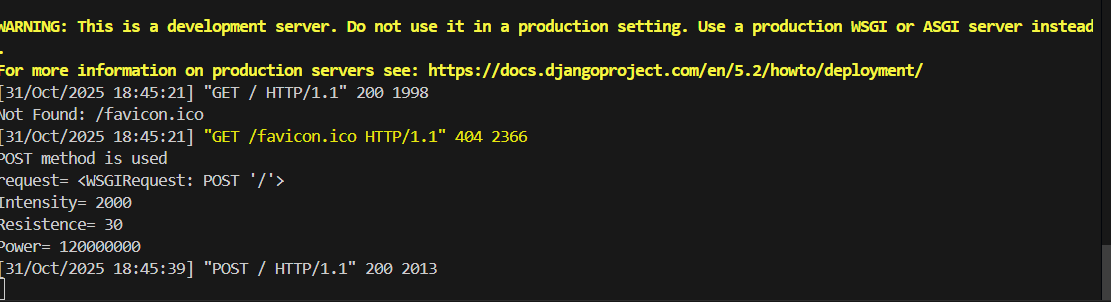 WARNING: This is a development server. Do not use it in a production setting. Use a production WSGI or ASGI server instead
.
For more information on production servers see: https://docs.djangoproject.com/en/5.2/howto/deployment/
[31/Oct/2025 18:45:21] "GET / HTTP/1.1" 200 1998
Not Found: /favicon.ico
[31/Oct/2025 18:45:21] "GET /favicon.ico HTTP/1.1" 404 2366
POST method is used
request= <WSGIRequest: POST '/'>
Intensity= 2000
Resistence= 30
Power= 120000000
[31/Oct/2025 18:45:39] "POST / HTTP/1.1" 200 2013